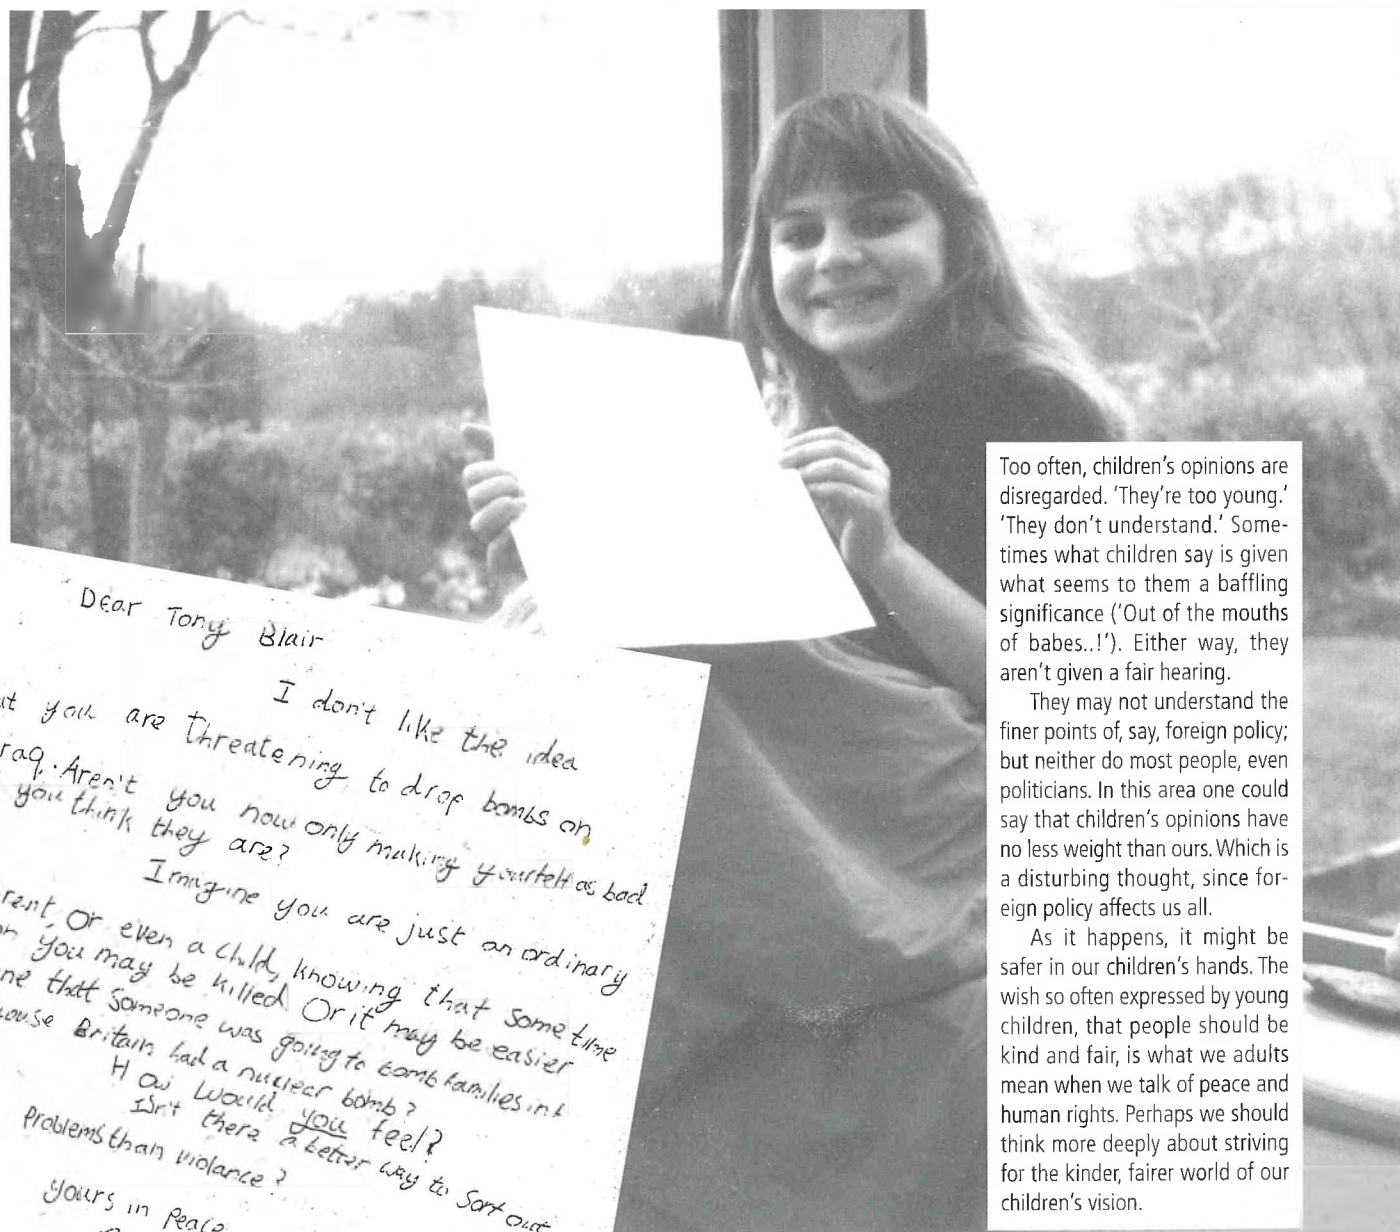 Dear Tony Blair
I don't like the idea
you are threatening to drop bombs on
raq. Aren't you now only making yourself as bad
you think they are?
Imagine you are just an ordinary
rent, Or even a child, knowing that some time
you may be killed Or it may be easier
ne that someone was going to bomb families in
ouse Britain had a nuclear bomb?
How would you feel?
Isn't there a better way to sort out
Problems than violance?
yours in Peace
Too often, children's opinions are
disregarded. 'They're too young.'
'They don't understand.' Some-
times what children say is given
what seems to them a baffling
significance ('Out of the mouths
of babes..!'). Either way, they
aren't given a fair hearing.
They may not understand the
finer points of, say, foreign policy;
but neither do most people, even
politicians. In this area one could
say that children's opinions have
no less weight than ours. Which is
a disturbing thought, since for-
eign policy affects us all.
As it happens, it might be
safer in our children's hands. The
wish so often expressed by young
children, that people should be
kind and fair, is what we adults
mean when we talk of peace and
human rights. Perhaps we should
think more deeply about striving
for the kinder, fairer world of our
children's vision.